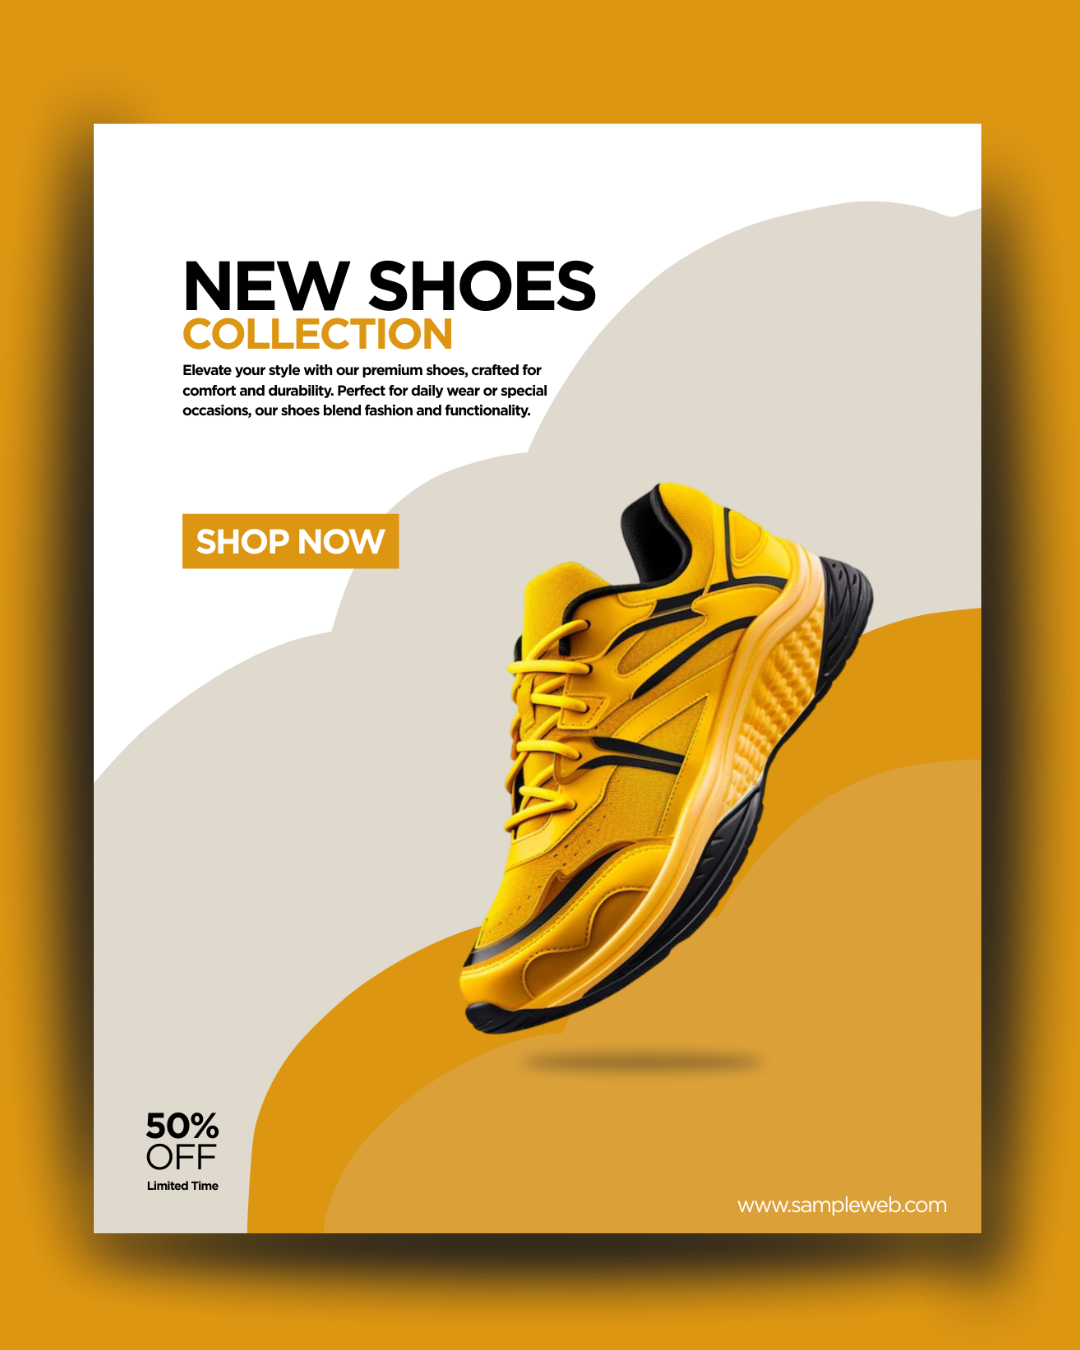 NEW SHOES
COLLECTION
Elevate your style with our premium shoes, crafted for
comfort and durability. Perfect for daily wear or special
occasions, our shoes blend fashion and functionality.
SHOP NOW
50%
OFF
Limited Time
www.sampleweb.com